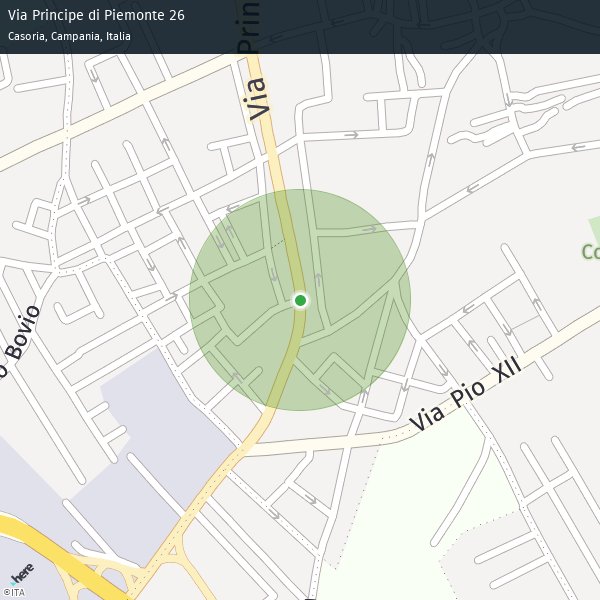 Via Principe di Piemonte 26
Casoria, Campania, Italia
Via Prin
Co
o Bovio
Via Pio XII
here
©ITA